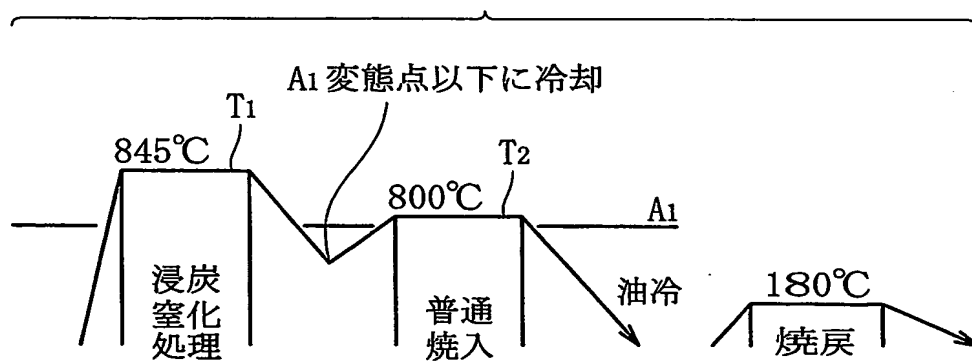 A1変態点以下に冷却
T1
845℃
T2
800℃
A1
浸炭
窒化
処理
普通
焼入
油冷
180℃
焼戻